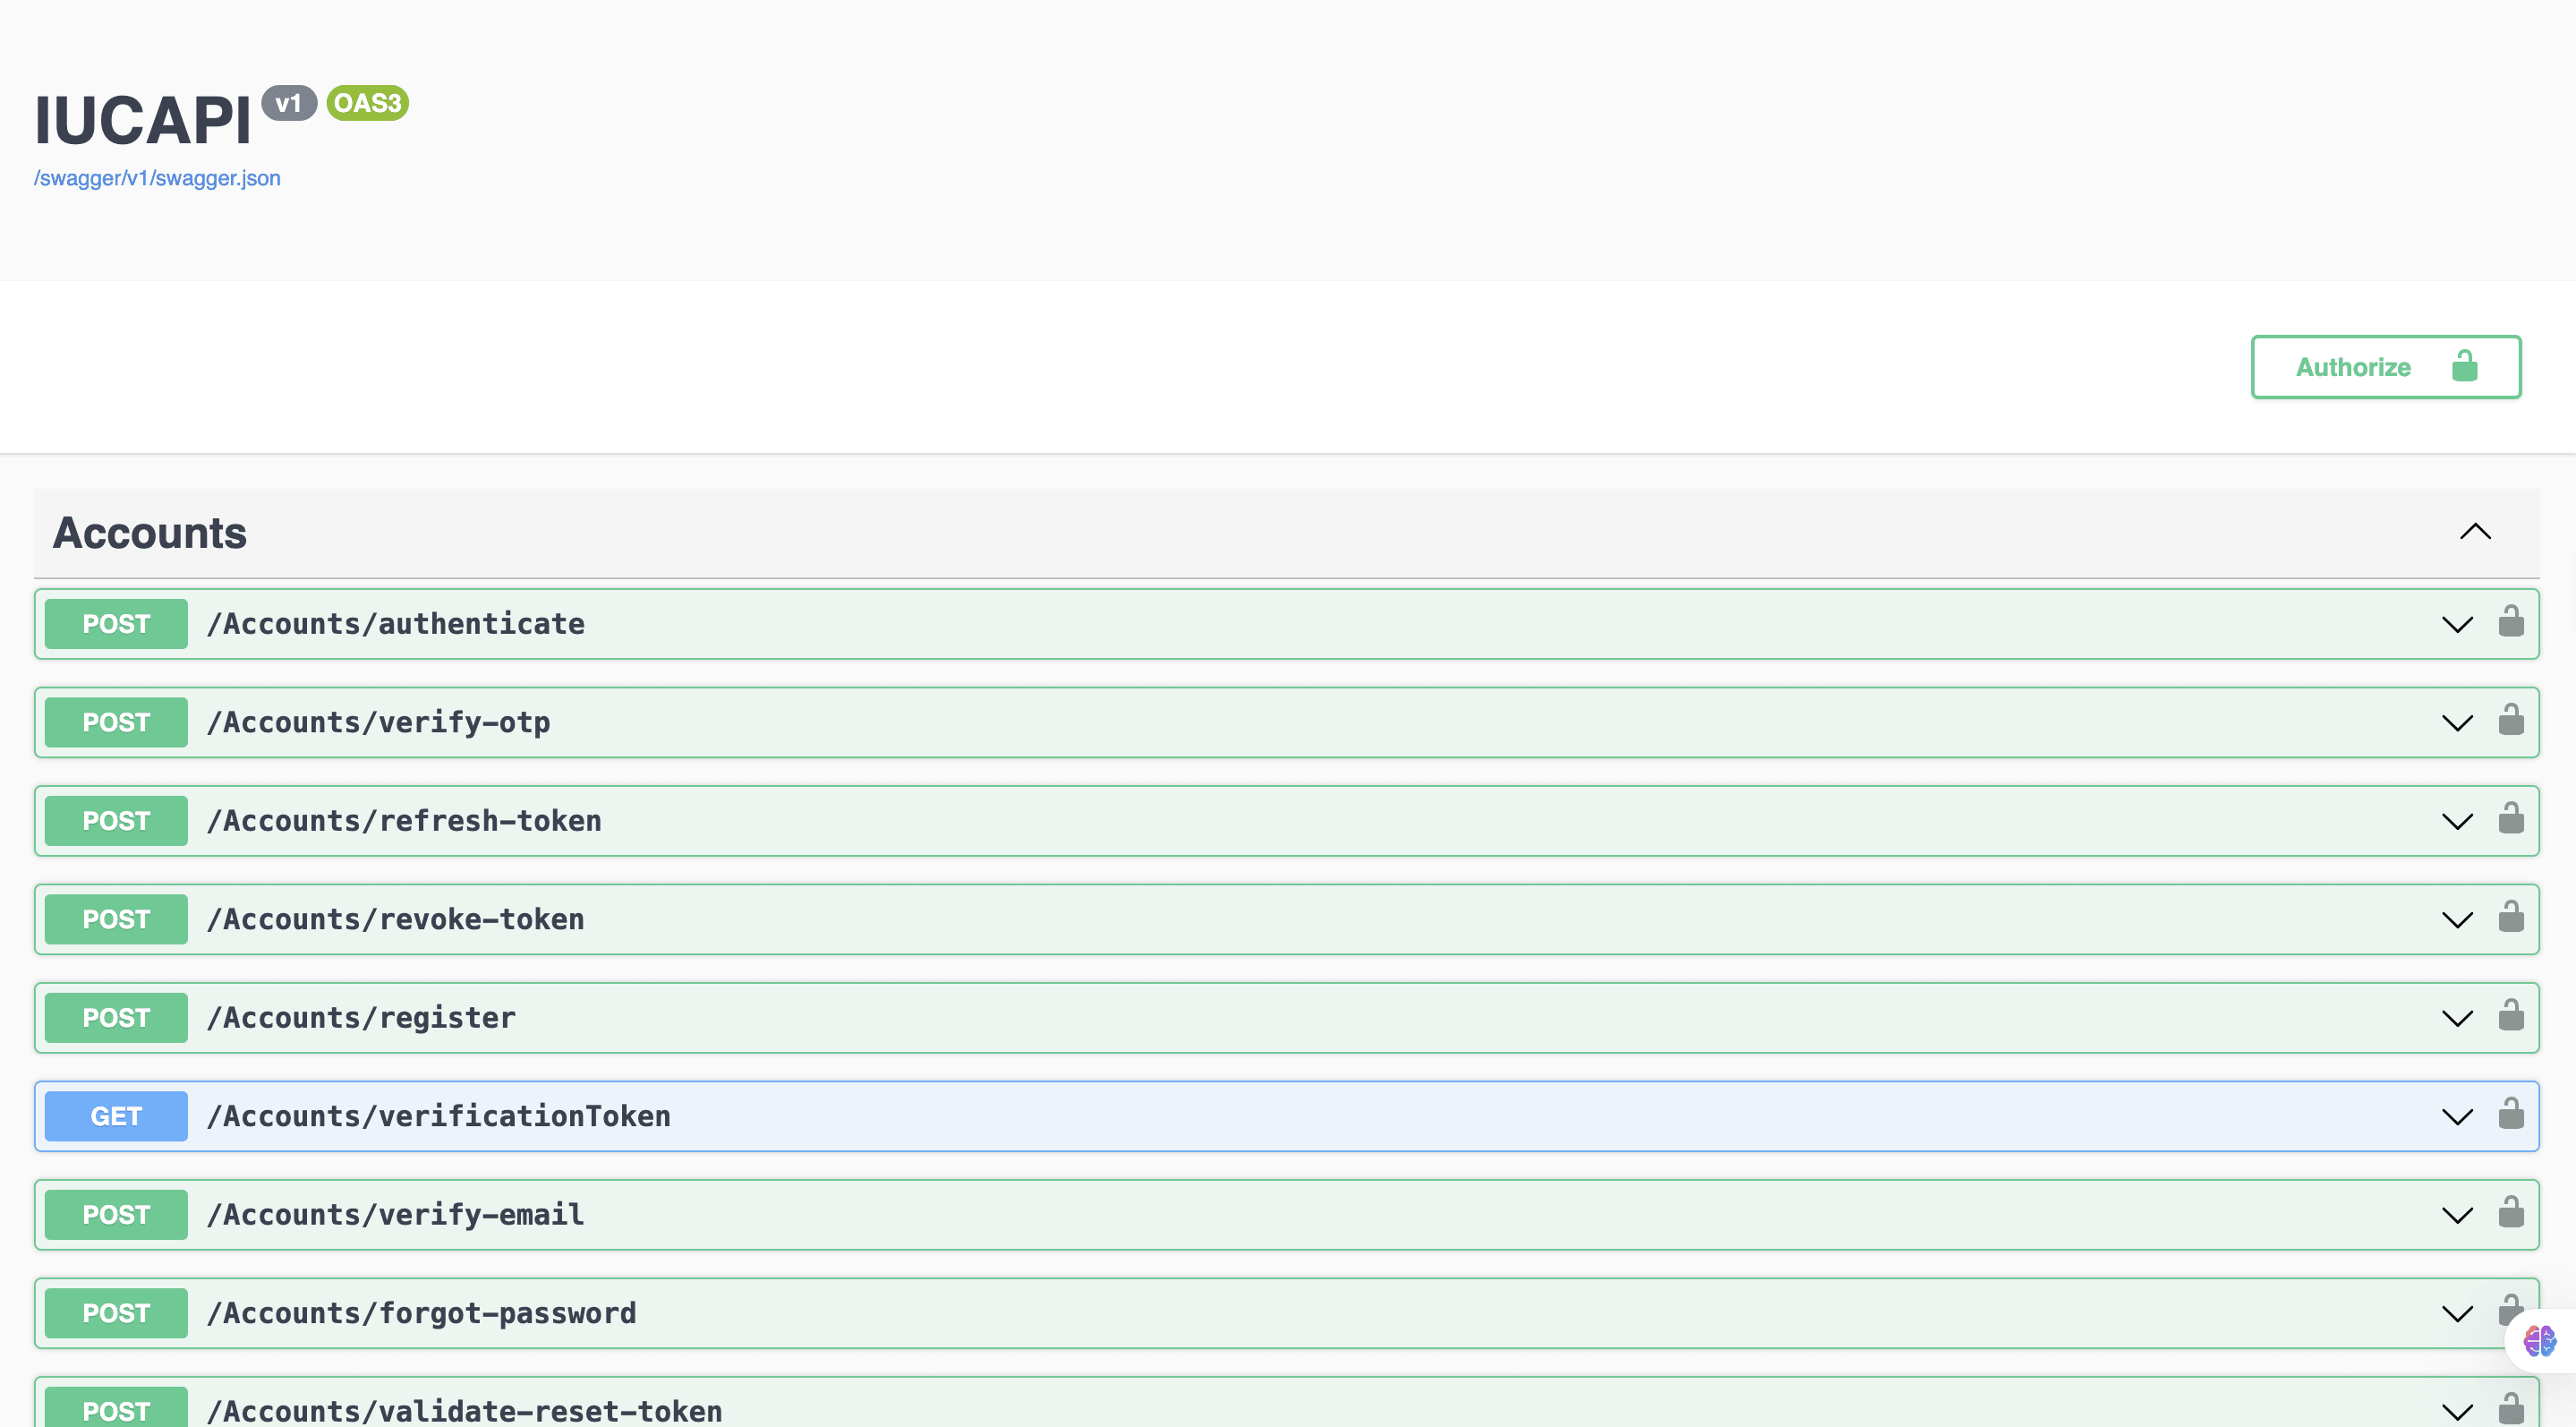 IUCAPI v1 OAS3
/swagger/v1/swagger.json
Authorize
Accounts
POST /Accounts/authenticate
POST /Accounts/verify-otp
POST /Accounts/refresh-token
POST /Accounts/revoke-token
POST /Accounts/register
GET /Accounts/verificationToken
POST /Accounts/verify-email
POST /Accounts/forgot-password
POST /Accounts/validate-reset-token